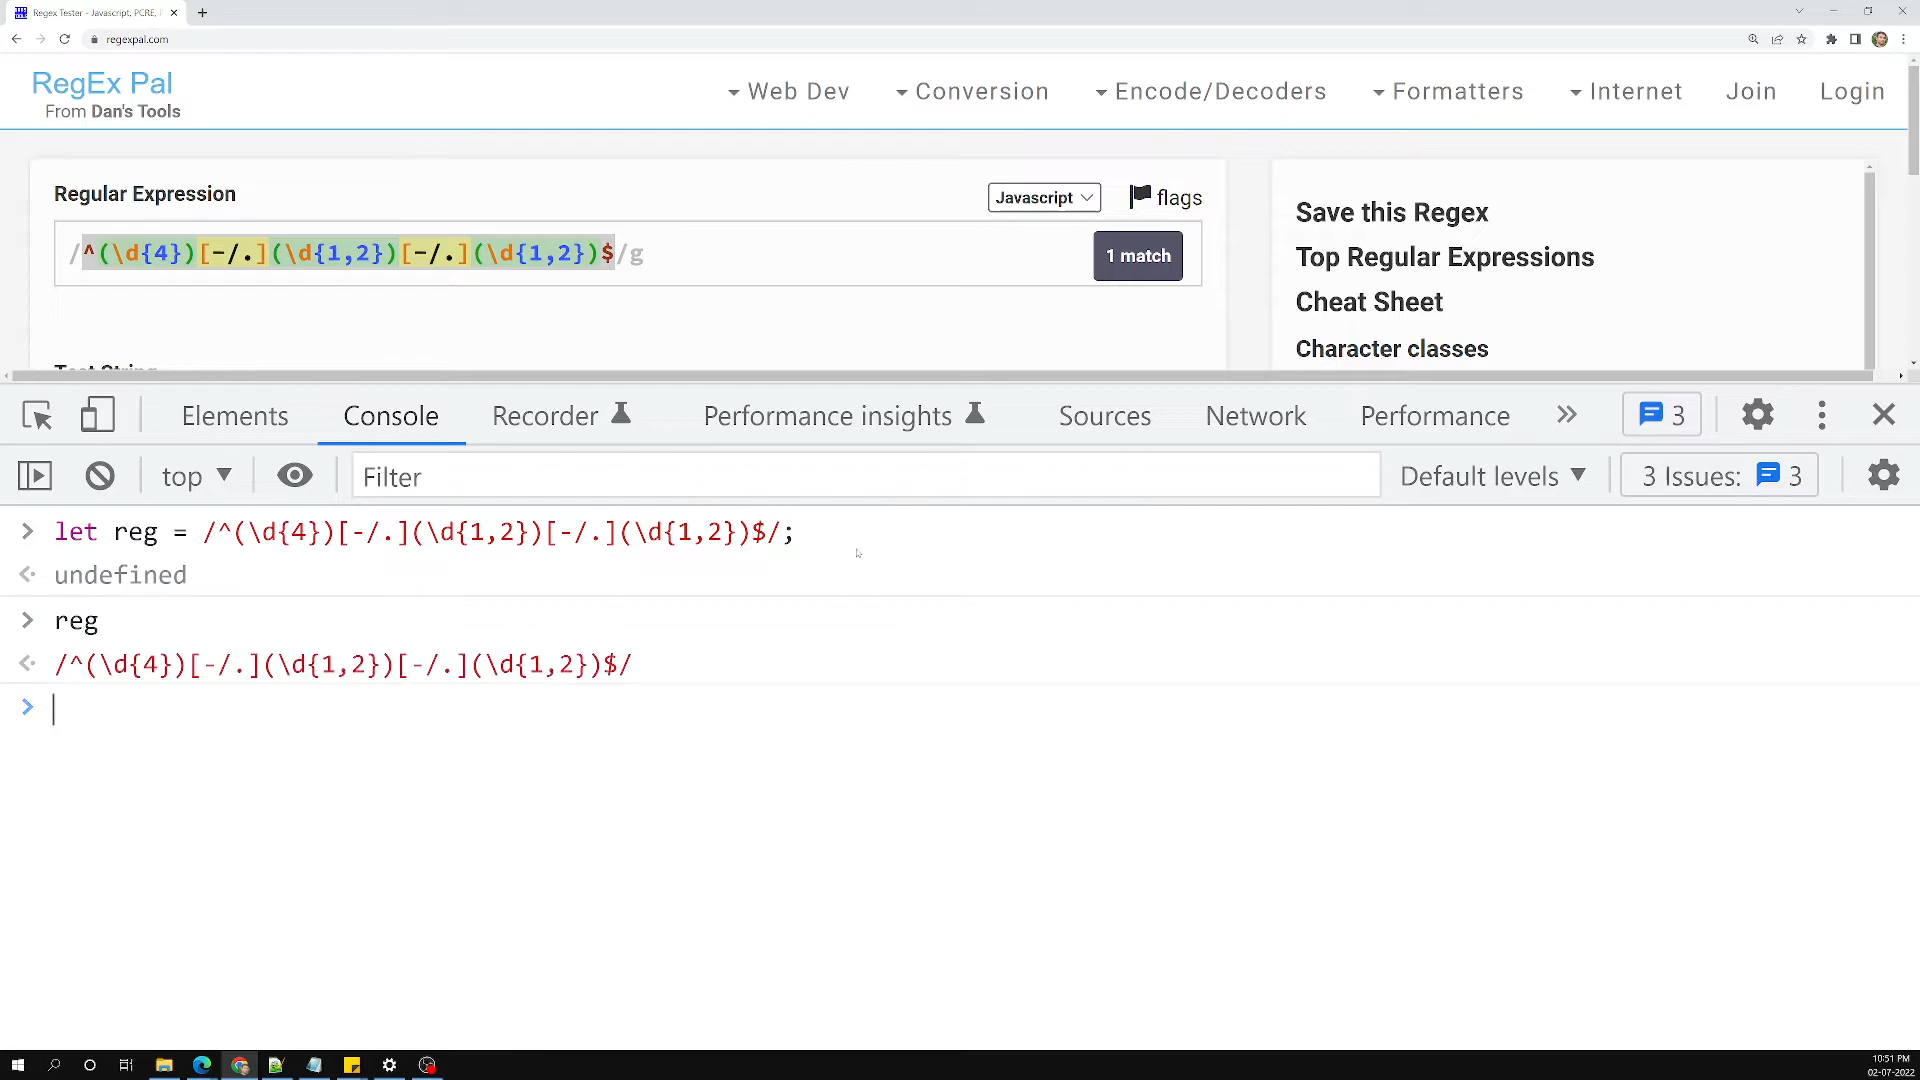 Regex Tester - Javascript, PCRE,
regexpal.com
RegEx Pal
From Dan's Tools
Web Dev
Conversion
Encode/Decoders
Formatters
Internet
Join
Login
Regular Expression
Javascript
flags
/^(\d{4})[-/.](\d{1,2})[-/.](\d{1,2})$/g
1 match
Test String
Save this Regex
Top Regular Expressions
Cheat Sheet
Character classes
Elements
Console
Recorder
Performance insights
Sources
Network
Performance
3
top
Filter
Default levels
3 Issues:
3
let reg = /^(\d{4})[-/.](\d{1,2})[-/.](\d{1,2})$/;
undefined
reg
/^(\d{4})[-/.](\d{1,2})[-/.](\d{1,2})$/
10:51 PM
02-07-2022